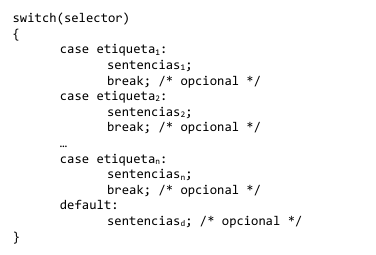 switch(selector)
{
case etiqueta₁:
sentencias₁;
break; /* opcional */
case etiqueta₂:
sentencias₂;
break; /* opcional */
…
case etiquetaₙ:
sentenciasₙ;
break; /* opcional */
default:
sentencias_d; /* opcional */
}